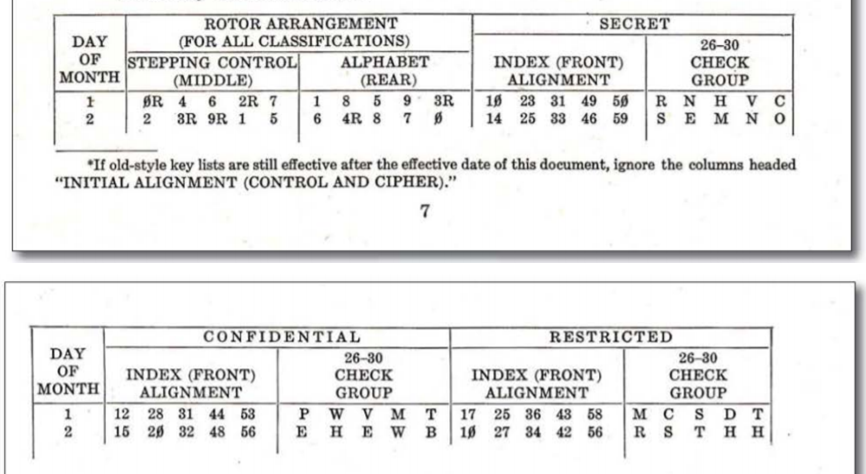 ROTOR ARRANGEMENT SECRET
DAY (FOR ALL CLASSIFICATIONS) 26–30
OF STEPPING CONTROL ALPHABET INDEX (FRONT) CHECK
MONTH (MIDDLE) (REAR) ALIGNMENT GROUP
1 ØR 4 6 2R 7 1 8 5 9 3R 1Ø 23 31 49 5Ø R N H V C
2 2 3R 9R 1 5 6 4R 8 7 Ø 14 25 33 46 59 S E M N O
*If old-style key lists are still effective after the effective date of this document, ignore the columns headed
“INITIAL ALIGNMENT (CONTROL AND CIPHER).”
7
CONFIDENTIAL RESTRICTED
DAY 26–30 26–30
OF INDEX (FRONT) CHECK INDEX (FRONT) CHECK
MONTH ALIGNMENT GROUP ALIGNMENT GROUP
1 12 28 31 44 53 P W V M T 17 25 36 43 58 M C S D T
2 15 2Ø 32 48 56 E H E W B 1Ø 27 34 42 56 R S T H H